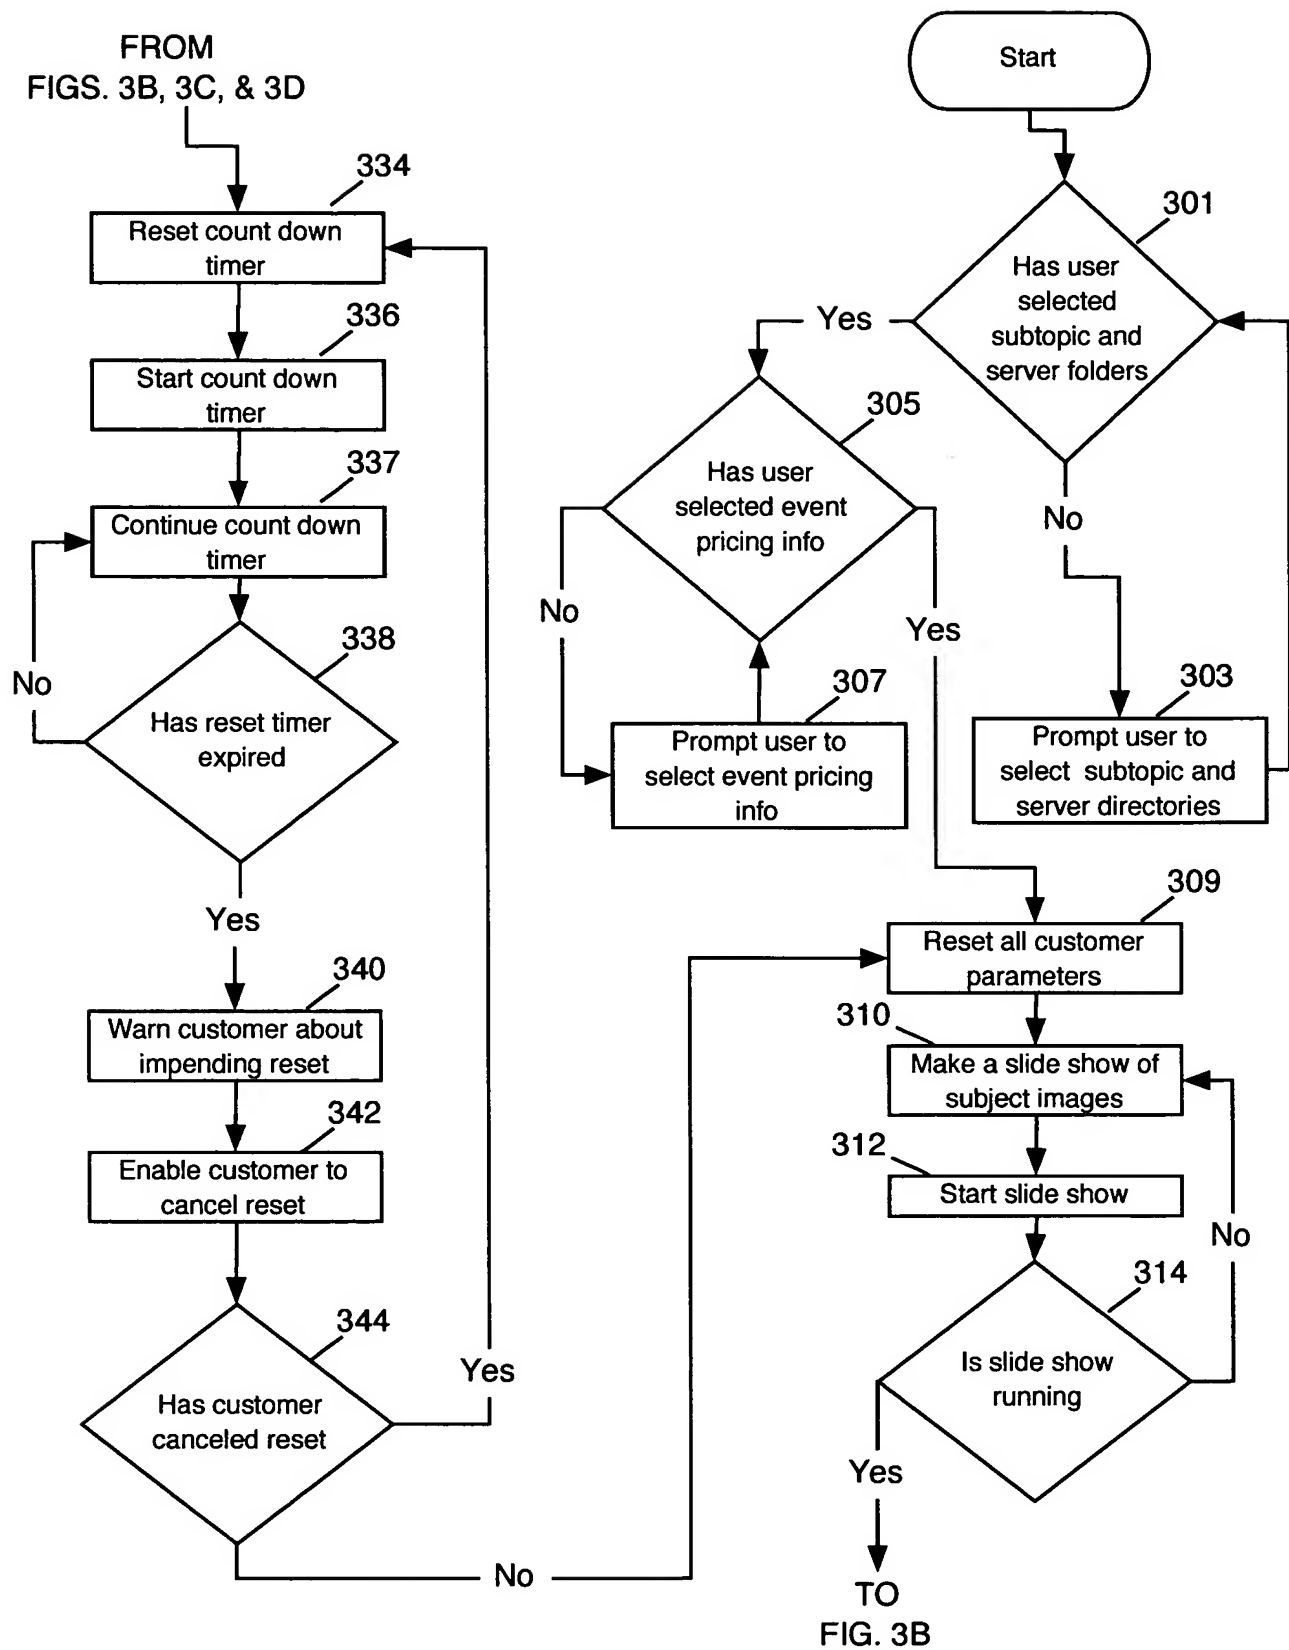 FROM
FIGS. 3B, 3C, & 3D
334
Reset count down
timer
336
Start count down
timer
337
Continue count down
timer
No
338
Has reset timer
expired
Yes
340
Warn customer about
impending reset
342
Enable customer to
cancel reset
344
Has customer
canceled reset
Yes
No
Start
301
Has user
selected
subtopic and
server folders
Yes
No
305
Has user
selected event
pricing info
No
Yes
307
Prompt user to
select event pricing
info
303
Prompt user to
select subtopic and
server directories
309
Reset all customer
parameters
310
Make a slide show of
subject images
312
Start slide show
No
314
Is slide show
running
Yes
TO
FIG. 3B